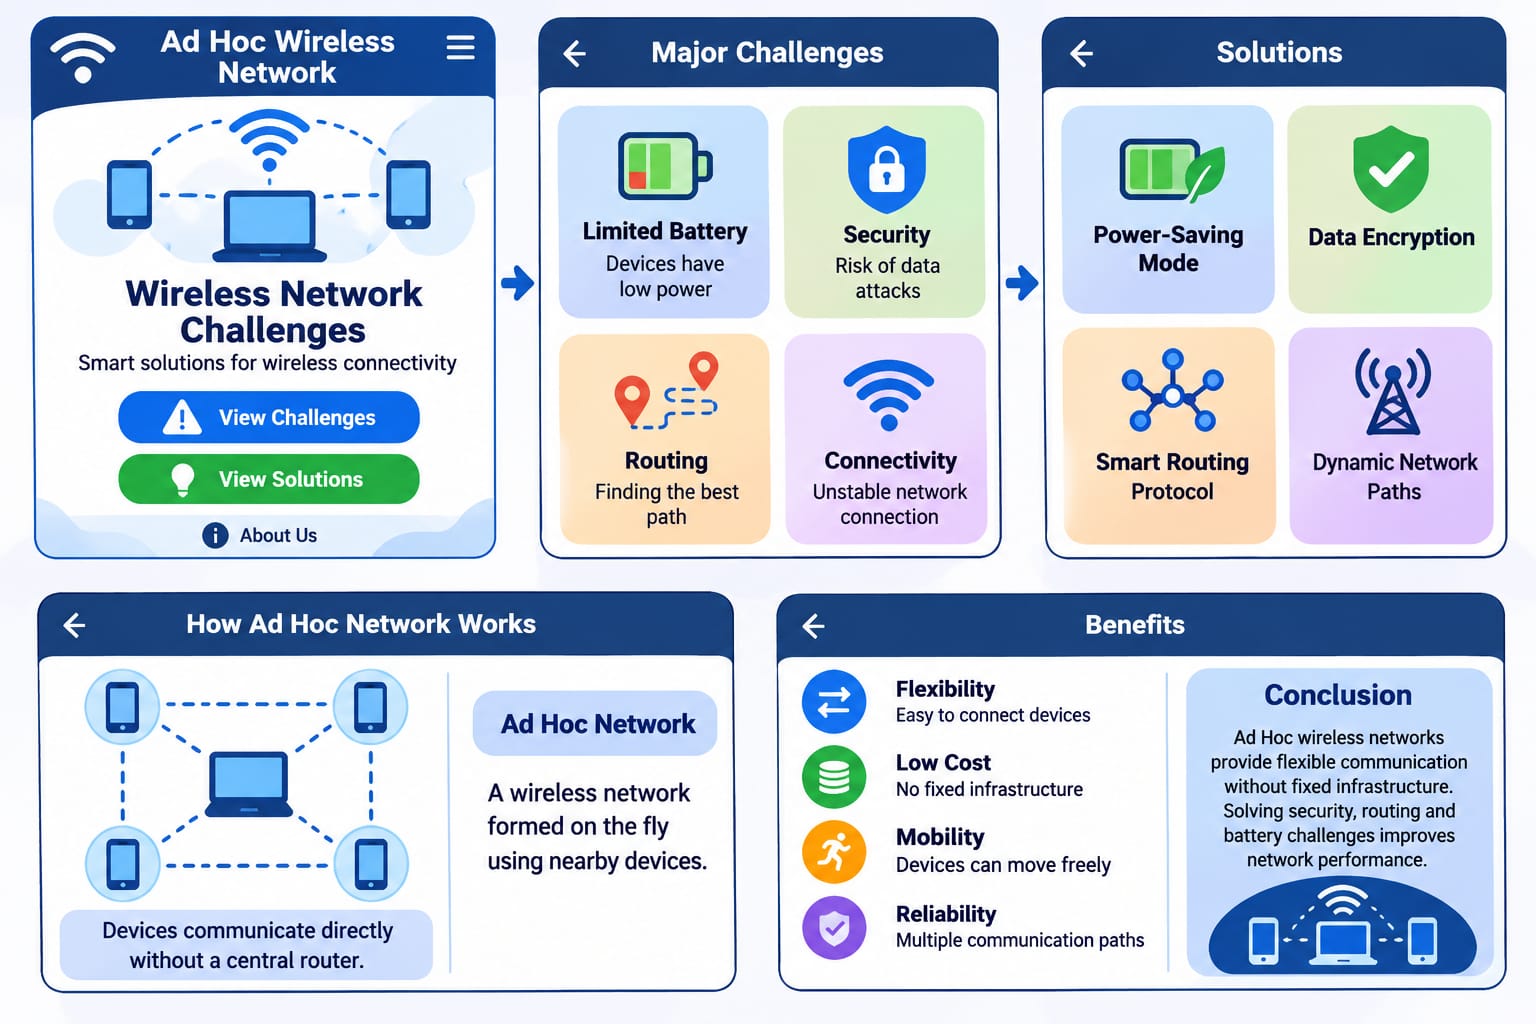 Ad Hoc Wireless
Network
Wireless Network
Challenges
Smart solutions for wireless connectivity
View Challenges
View Solutions
About Us
Major Challenges
Limited Battery
Devices have
low power
Security
Risk of data
attacks
Routing
Finding the best
path
Connectivity
Unstable network
connection
Solutions
Power-Saving
Mode
Data Encryption
Smart Routing
Protocol
Dynamic Network
Paths
How Ad Hoc Network Works
Devices communicate directly
without a central router.
Ad Hoc Network
A wireless network
formed on the fly
using nearby devices.
Benefits
Flexibility
Easy to connect devices
Low Cost
No fixed infrastructure
Mobility
Devices can move freely
Reliability
Multiple communication paths
Conclusion
Ad Hoc wireless networks
provide flexible communication
without fixed infrastructure.
Solving security, routing and
battery challenges improves
network performance.